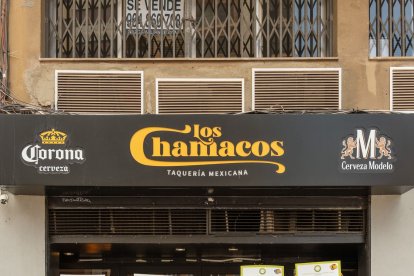 SE VENDE
Corona
cerveza
los
Chamacos
TAQUERÍA MEXICANA
M
Cerveza Modelo